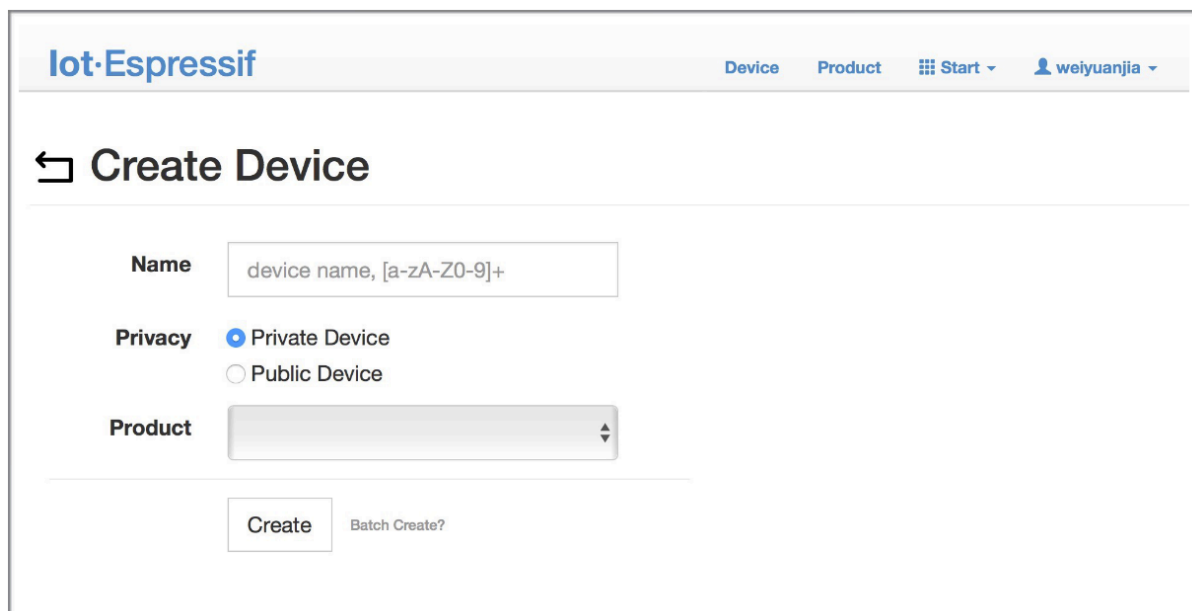 Iot·Espressif Device Product Start weiyuanjia
Create Device
Name device name, [a-zA-Z0-9]+
Privacy Private Device
Public Device
Product
Create Batch Create?